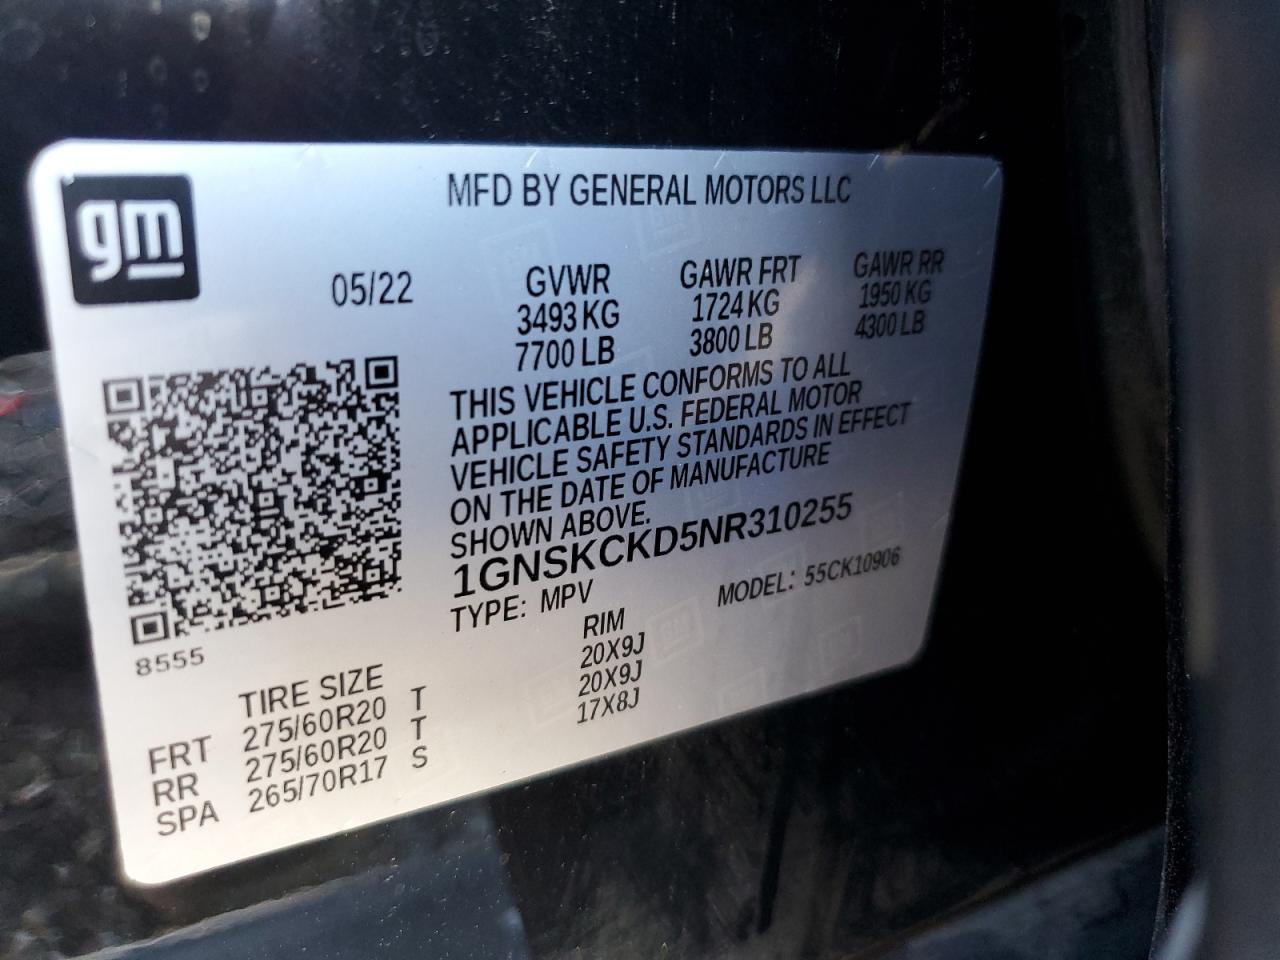 gm
MFD BY GENERAL MOTORS LLC
05/22
GVWR
3493 KG
7700 LB
GAWR FRT
1724 KG
3800 LB
GAWR RR
1950 KG
4300 LB
THIS VEHICLE CONFORMS TO ALL
APPLICABLE U.S. FEDERAL MOTOR
VEHICLE SAFETY STANDARDS IN EFFECT
ON THE DATE OF MANUFACTURE
SHOWN ABOVE.
1GNSKCKD5NR310255
TYPE: MPV MODEL: 55CK10906
8555
TIRE SIZE RIM
FRT 275/60R20 T 20X9J
RR 275/60R20 T 20X9J
SPA 265/70R17 S 17X8J